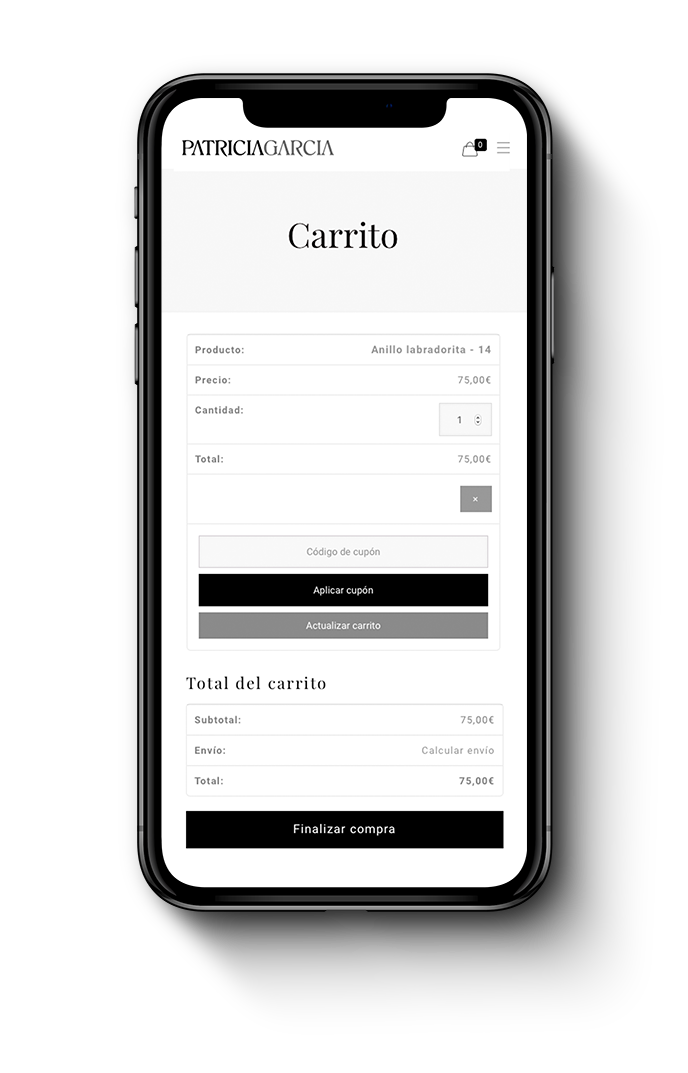 PATRICIAGARCIA
0
Carrito
Producto: Anillo labradorita - 14
Precio: 75,00€
Cantidad: 1
Total: 75,00€
×
Código de cupón
Aplicar cupón
Actualizar carrito
Total del carrito
Subtotal: 75,00€
Envío: Calcular envío
Total: 75,00€
Finalizar compra